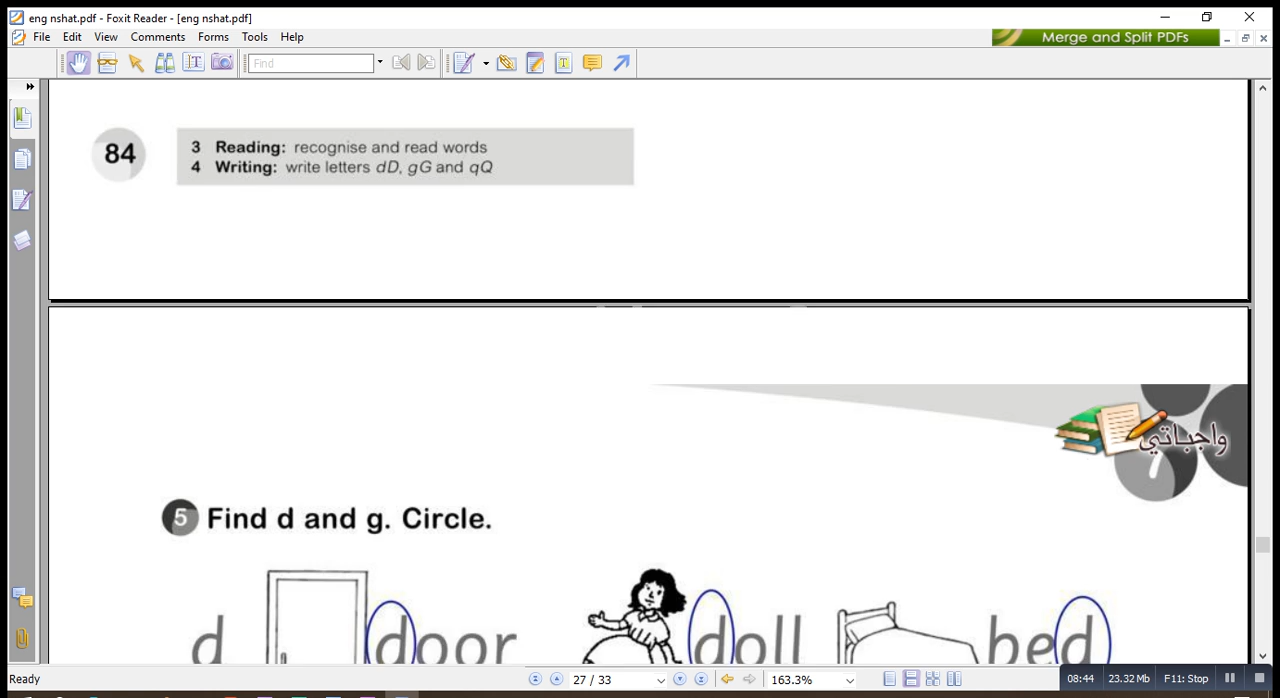 eng nshat.pdf - Foxit Reader - [eng nshat.pdf]
File Edit View Comments Forms Tools Help
Merge and Split PDFs
Find
84
3 Reading: recognise and read words
4 Writing: write letters dD, gG and qQ
واجباتي
5 Find d and g. Circle.
d door doll bed
Ready
27 / 33
163.3%
08:44 23.32 Mb F11: Stop